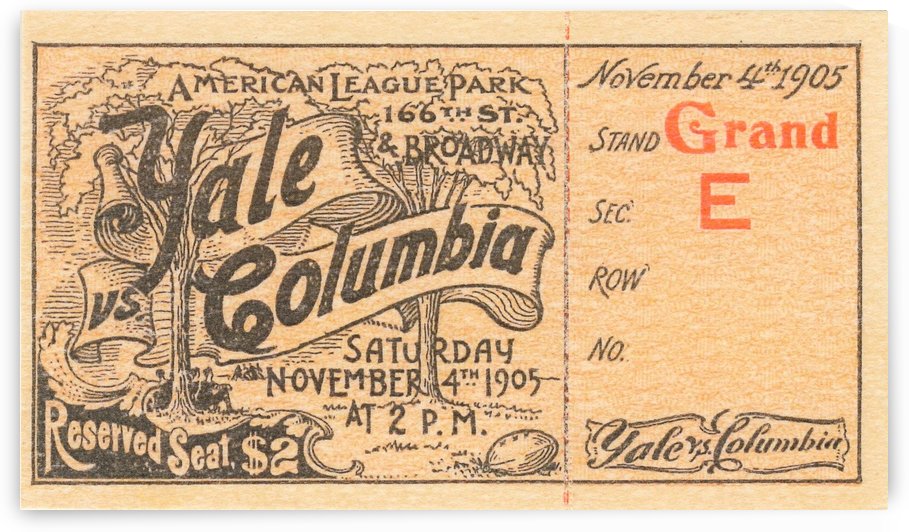 AMERICAN LEAGUE PARK
166TH ST.
& BROADWAY
Yale
vs.
Columbia
SATURDAY
NOVEMBER 4TH 1905
AT 2 P.M.
Reserved Seat. $2
November 4th 1905
STAND Grand
SEC. E
ROW
NO.
Yale vs. Columbia